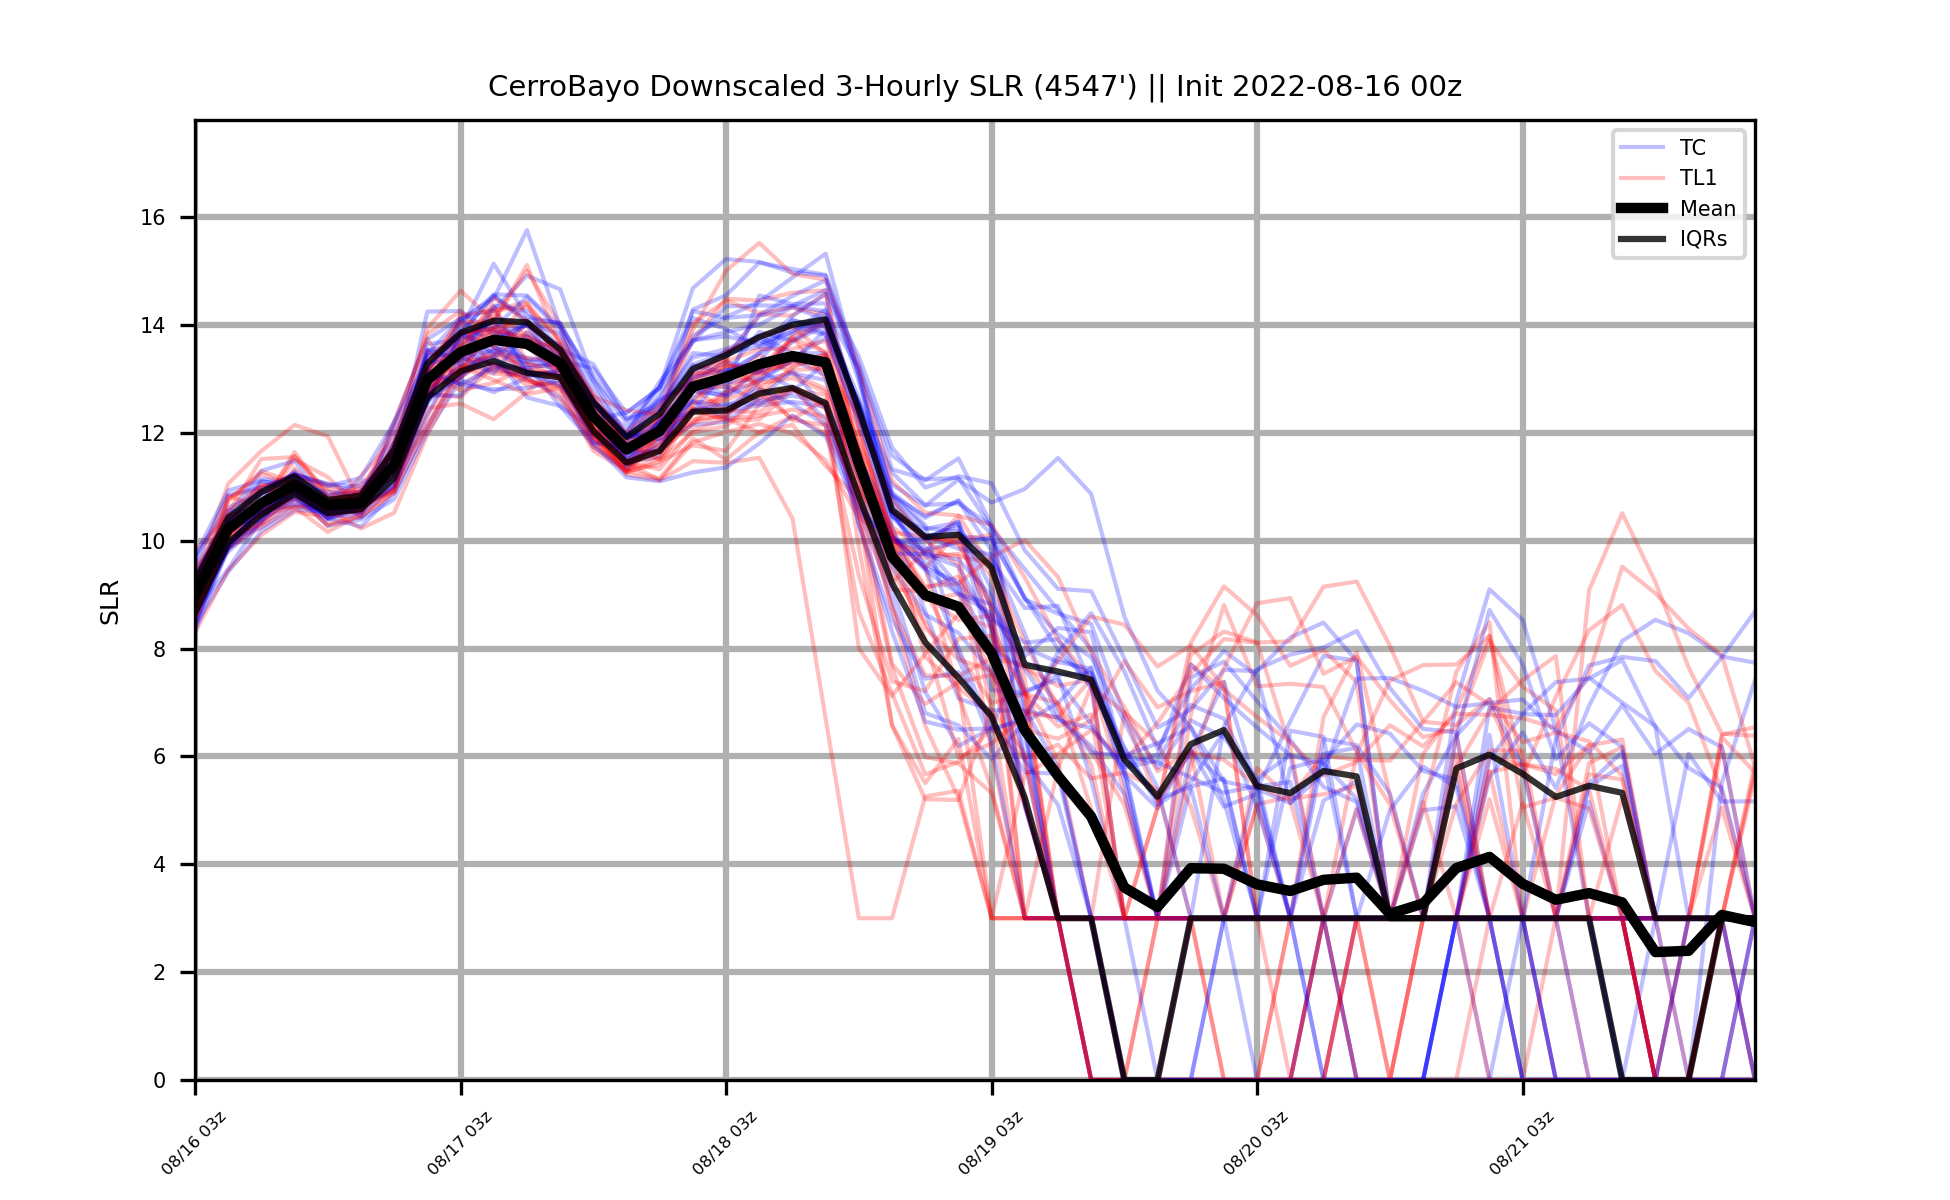 CerroBayo Downscaled 3-Hourly SLR (4547') || Init 2022-08-16 00z
TC
TL1
Mean
IQRs
SLR
16
14
12
10
8
6
4
2
0
08/16 03z
08/17 03z
08/18 03z
08/19 03z
08/20 03z
08/21 03z